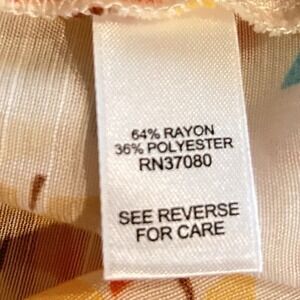 64% RAYON
36% POLYESTER
RN37080
SEE REVERSE
FOR CARE